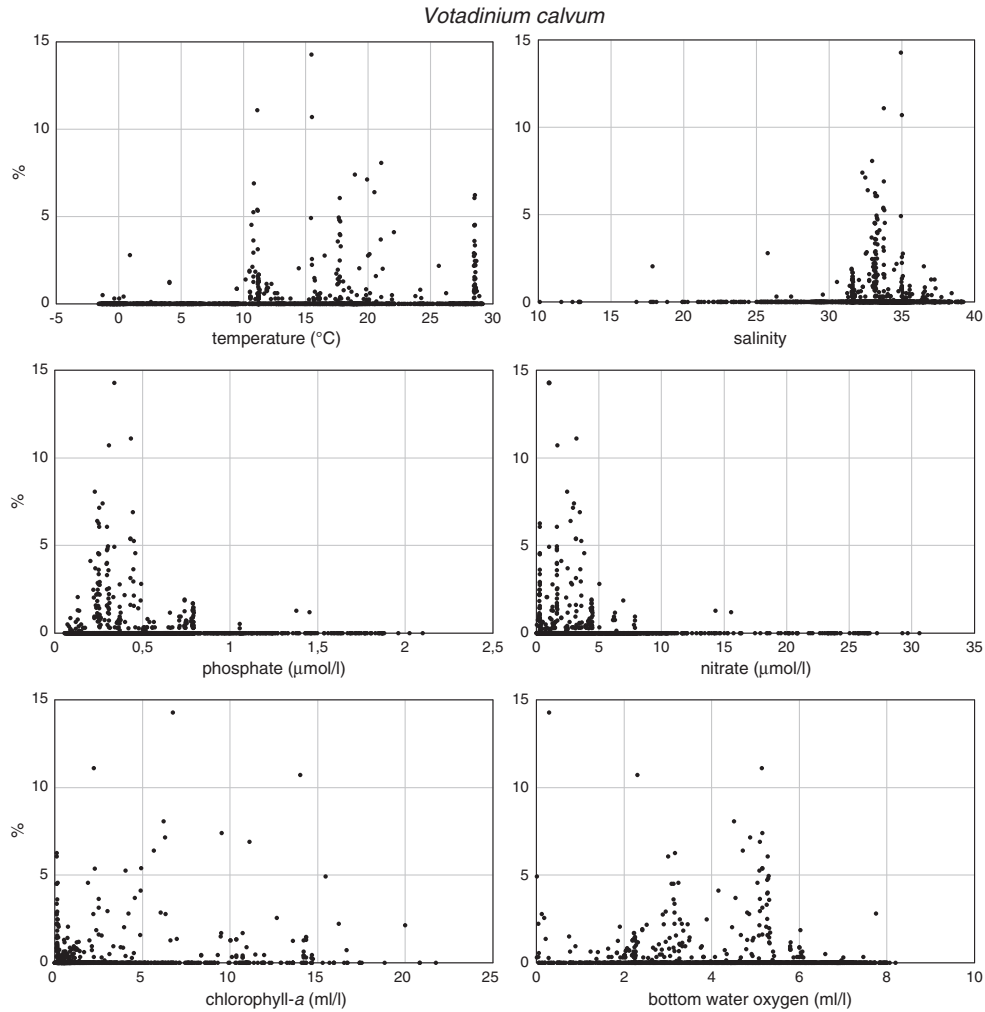 Votadinium calvum
15
10
5
0
%
-5 0 5 10 15 20 25 30
temperature (°C)
15
10
5
0
10 15 20 25 30 35 40
salinity
15
10
5
0
%
0 0,5 1 1,5 2 2,5
phosphate (μmol/l)
15
10
5
0
0 5 10 15 20 25 30 35
nitrate (μmol/l)
15
10
5
0
%
0 5 10 15 20 25
chlorophyll-a (ml/l)
15
10
5
0
0 2 4 6 8 10
bottom water oxygen (ml/l)